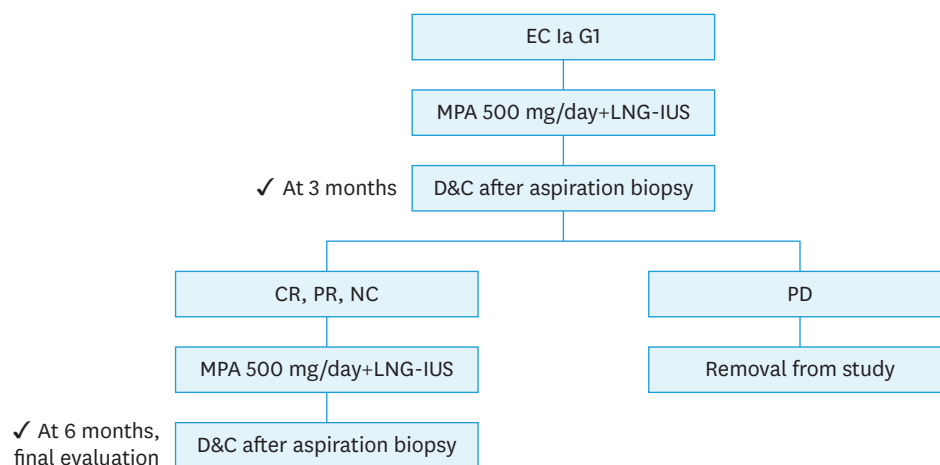 EC Ia G1
MPA 500 mg/day+LNG-IUS
✓ At 3 months
D&C after aspiration biopsy
CR, PR, NC
PD
MPA 500 mg/day+LNG-IUS
Removal from study
✓ At 6 months,
final evaluation
D&C after aspiration biopsy